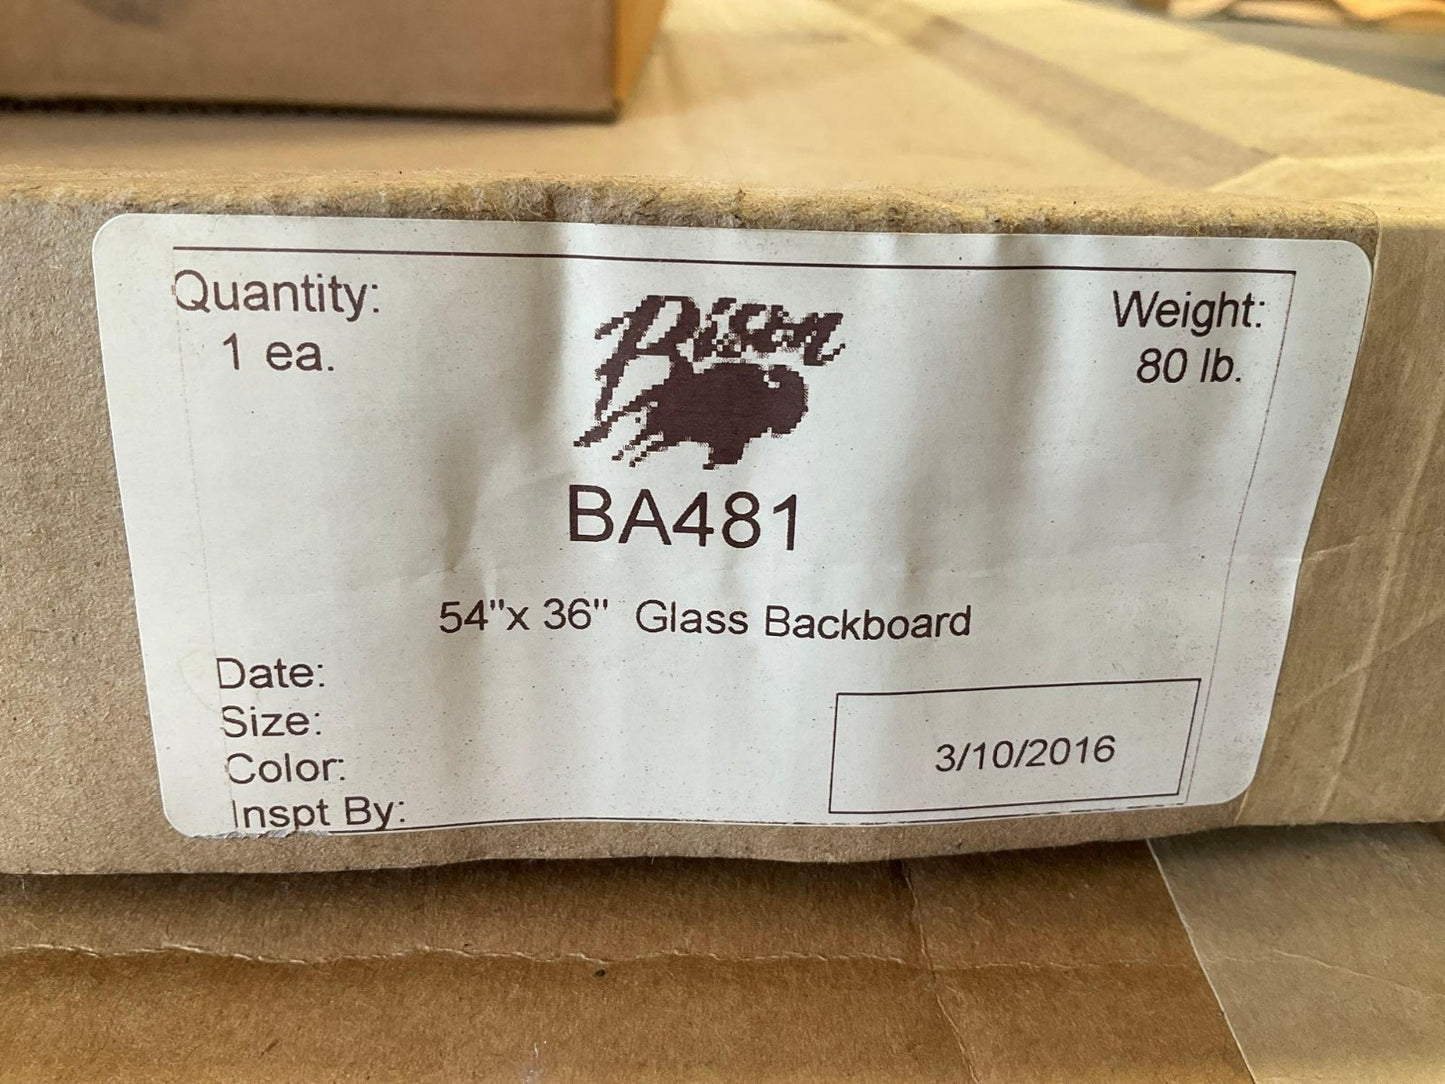 Quantity:
1 ea.
Bison
Weight:
80 lb.
BA481
54"x 36" Glass Backboard
Date:
Size:
Color:
Inspt By:
3/10/2016